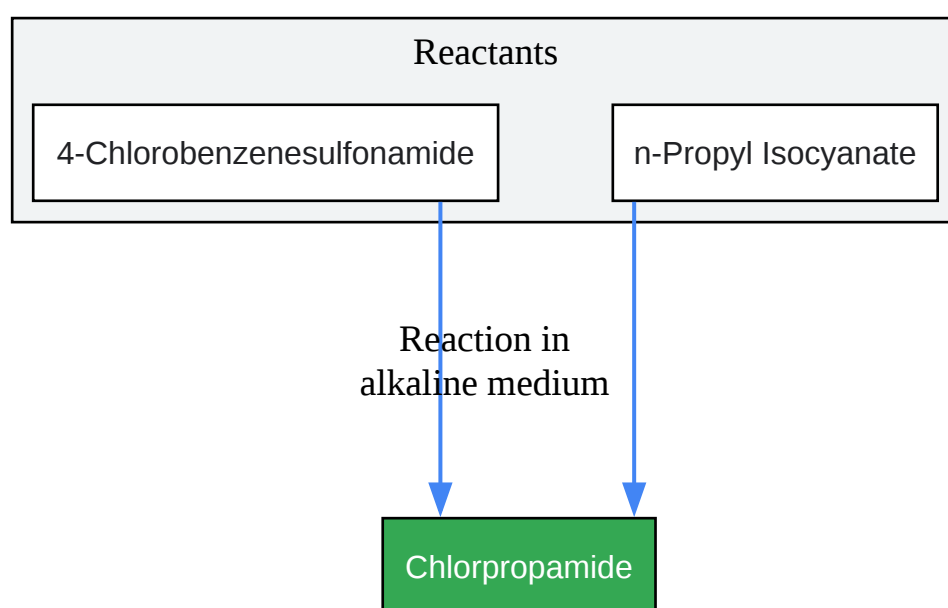 Reactants
4-Chlorobenzenesulfonamide
n-Propyl Isocyanate
Reaction in
alkaline medium
Chlorpropamide